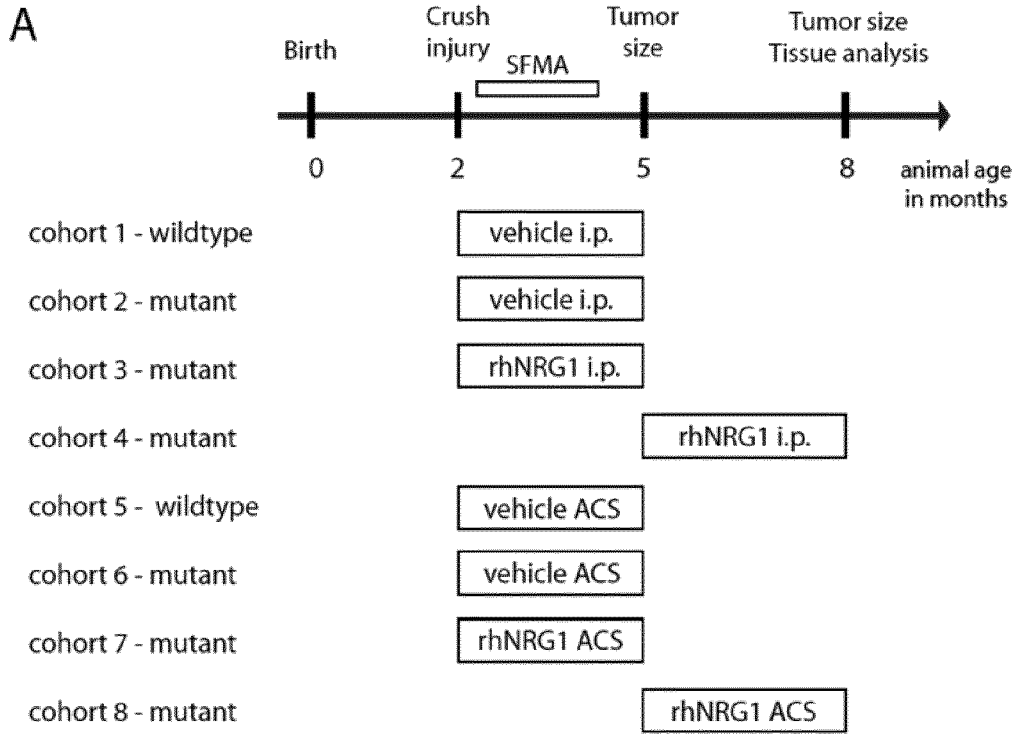 A
Birth
Crush
injury
SFMA
Tumor
size
Tumor size
Tissue analysis
0
2
5
8
animal age
in months
cohort 1 - wildtype
vehicle i.p.
cohort 2 - mutant
vehicle i.p.
cohort 3 - mutant
rhNRG1 i.p.
cohort 4 - mutant
rhNRG1 i.p.
cohort 5 - wildtype
vehicle ACS
cohort 6 - mutant
vehicle ACS
cohort 7 - mutant
rhNRG1 ACS
cohort 8 - mutant
rhNRG1 ACS